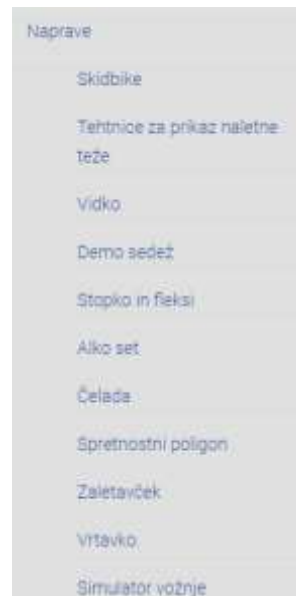 Naprave
Skidbike
Tehtnice za prikaz naletne
teže
Vidko
Demo sedež
Stopko in fleksi
Alko set
Čelada
Spretnostni poligon
Zaletavček
Vrtavko
Simulator vožnje